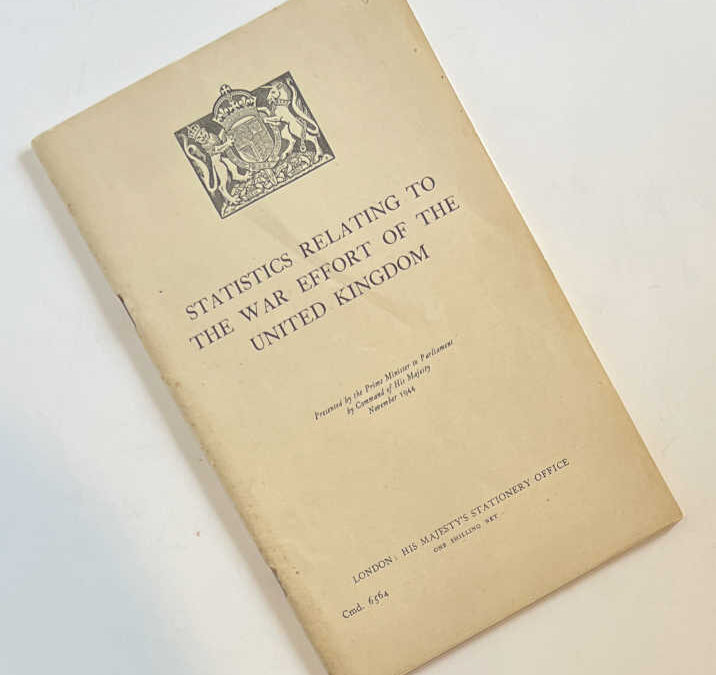 STATISTICS RELATING TO
THE WAR EFFORT OF THE
UNITED KINGDOM
Presented by the Prime Minister to Parliament
by Command of His Majesty
November 1944
LONDON: HIS MAJESTY'S STATIONERY OFFICE
ONE SHILLING NET
Cmd. 6564